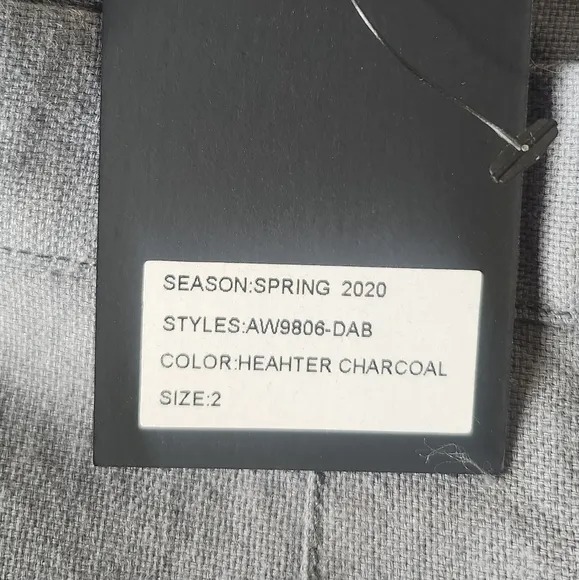 SEASON:SPRING 2020
STYLES:AW9806-DAB
COLOR:HEAHTER CHARCOAL
SIZE:2